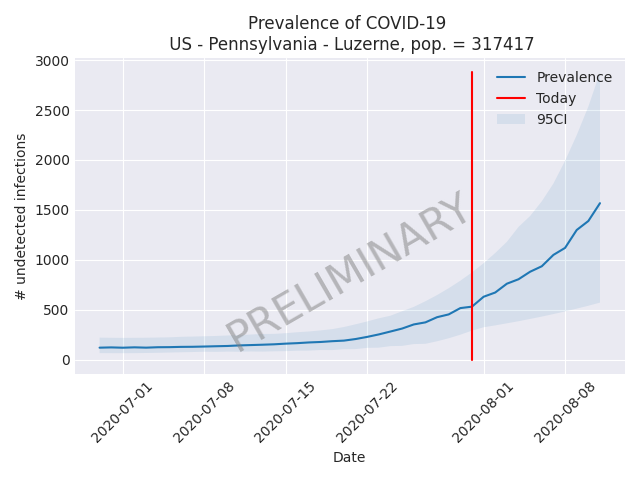 Prevalence of COVID-19
US - Pennsylvania - Luzerne, pop. = 317417
# undetected infections
3000
2500
2000
1500
1000
500
0
Prevalence
Today
95CI
PRELIMINARY
2020-07-01
2020-07-08
2020-07-15
2020-07-22
2020-08-01
2020-08-08
Date